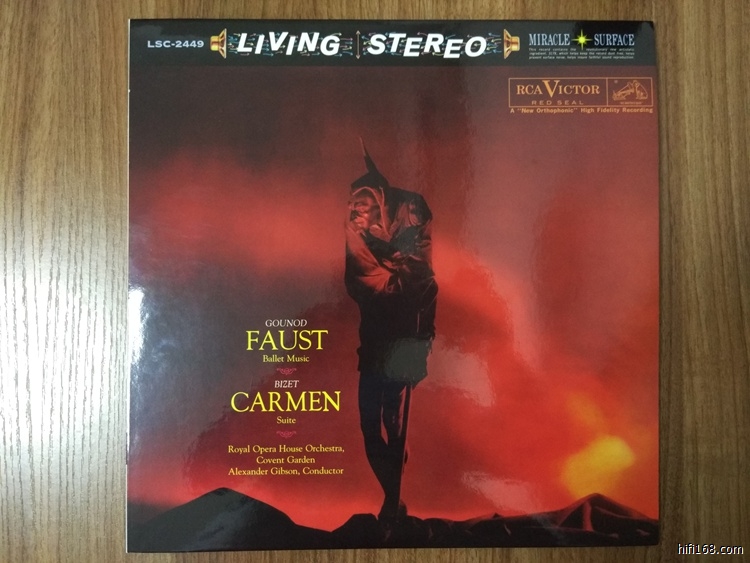 LSC-2449
LIVING STEREO
MIRACLE SURFACE
RCA VICTOR
RED SEAL
A "New Orthophonic" High Fidelity Recording
GOUNOD
FAUST
Ballet Music
BIZET
CARMEN
Suite
Royal Opera House Orchestra,
Covent Garden
Alexander Gibson, Conductor
hifi168.com